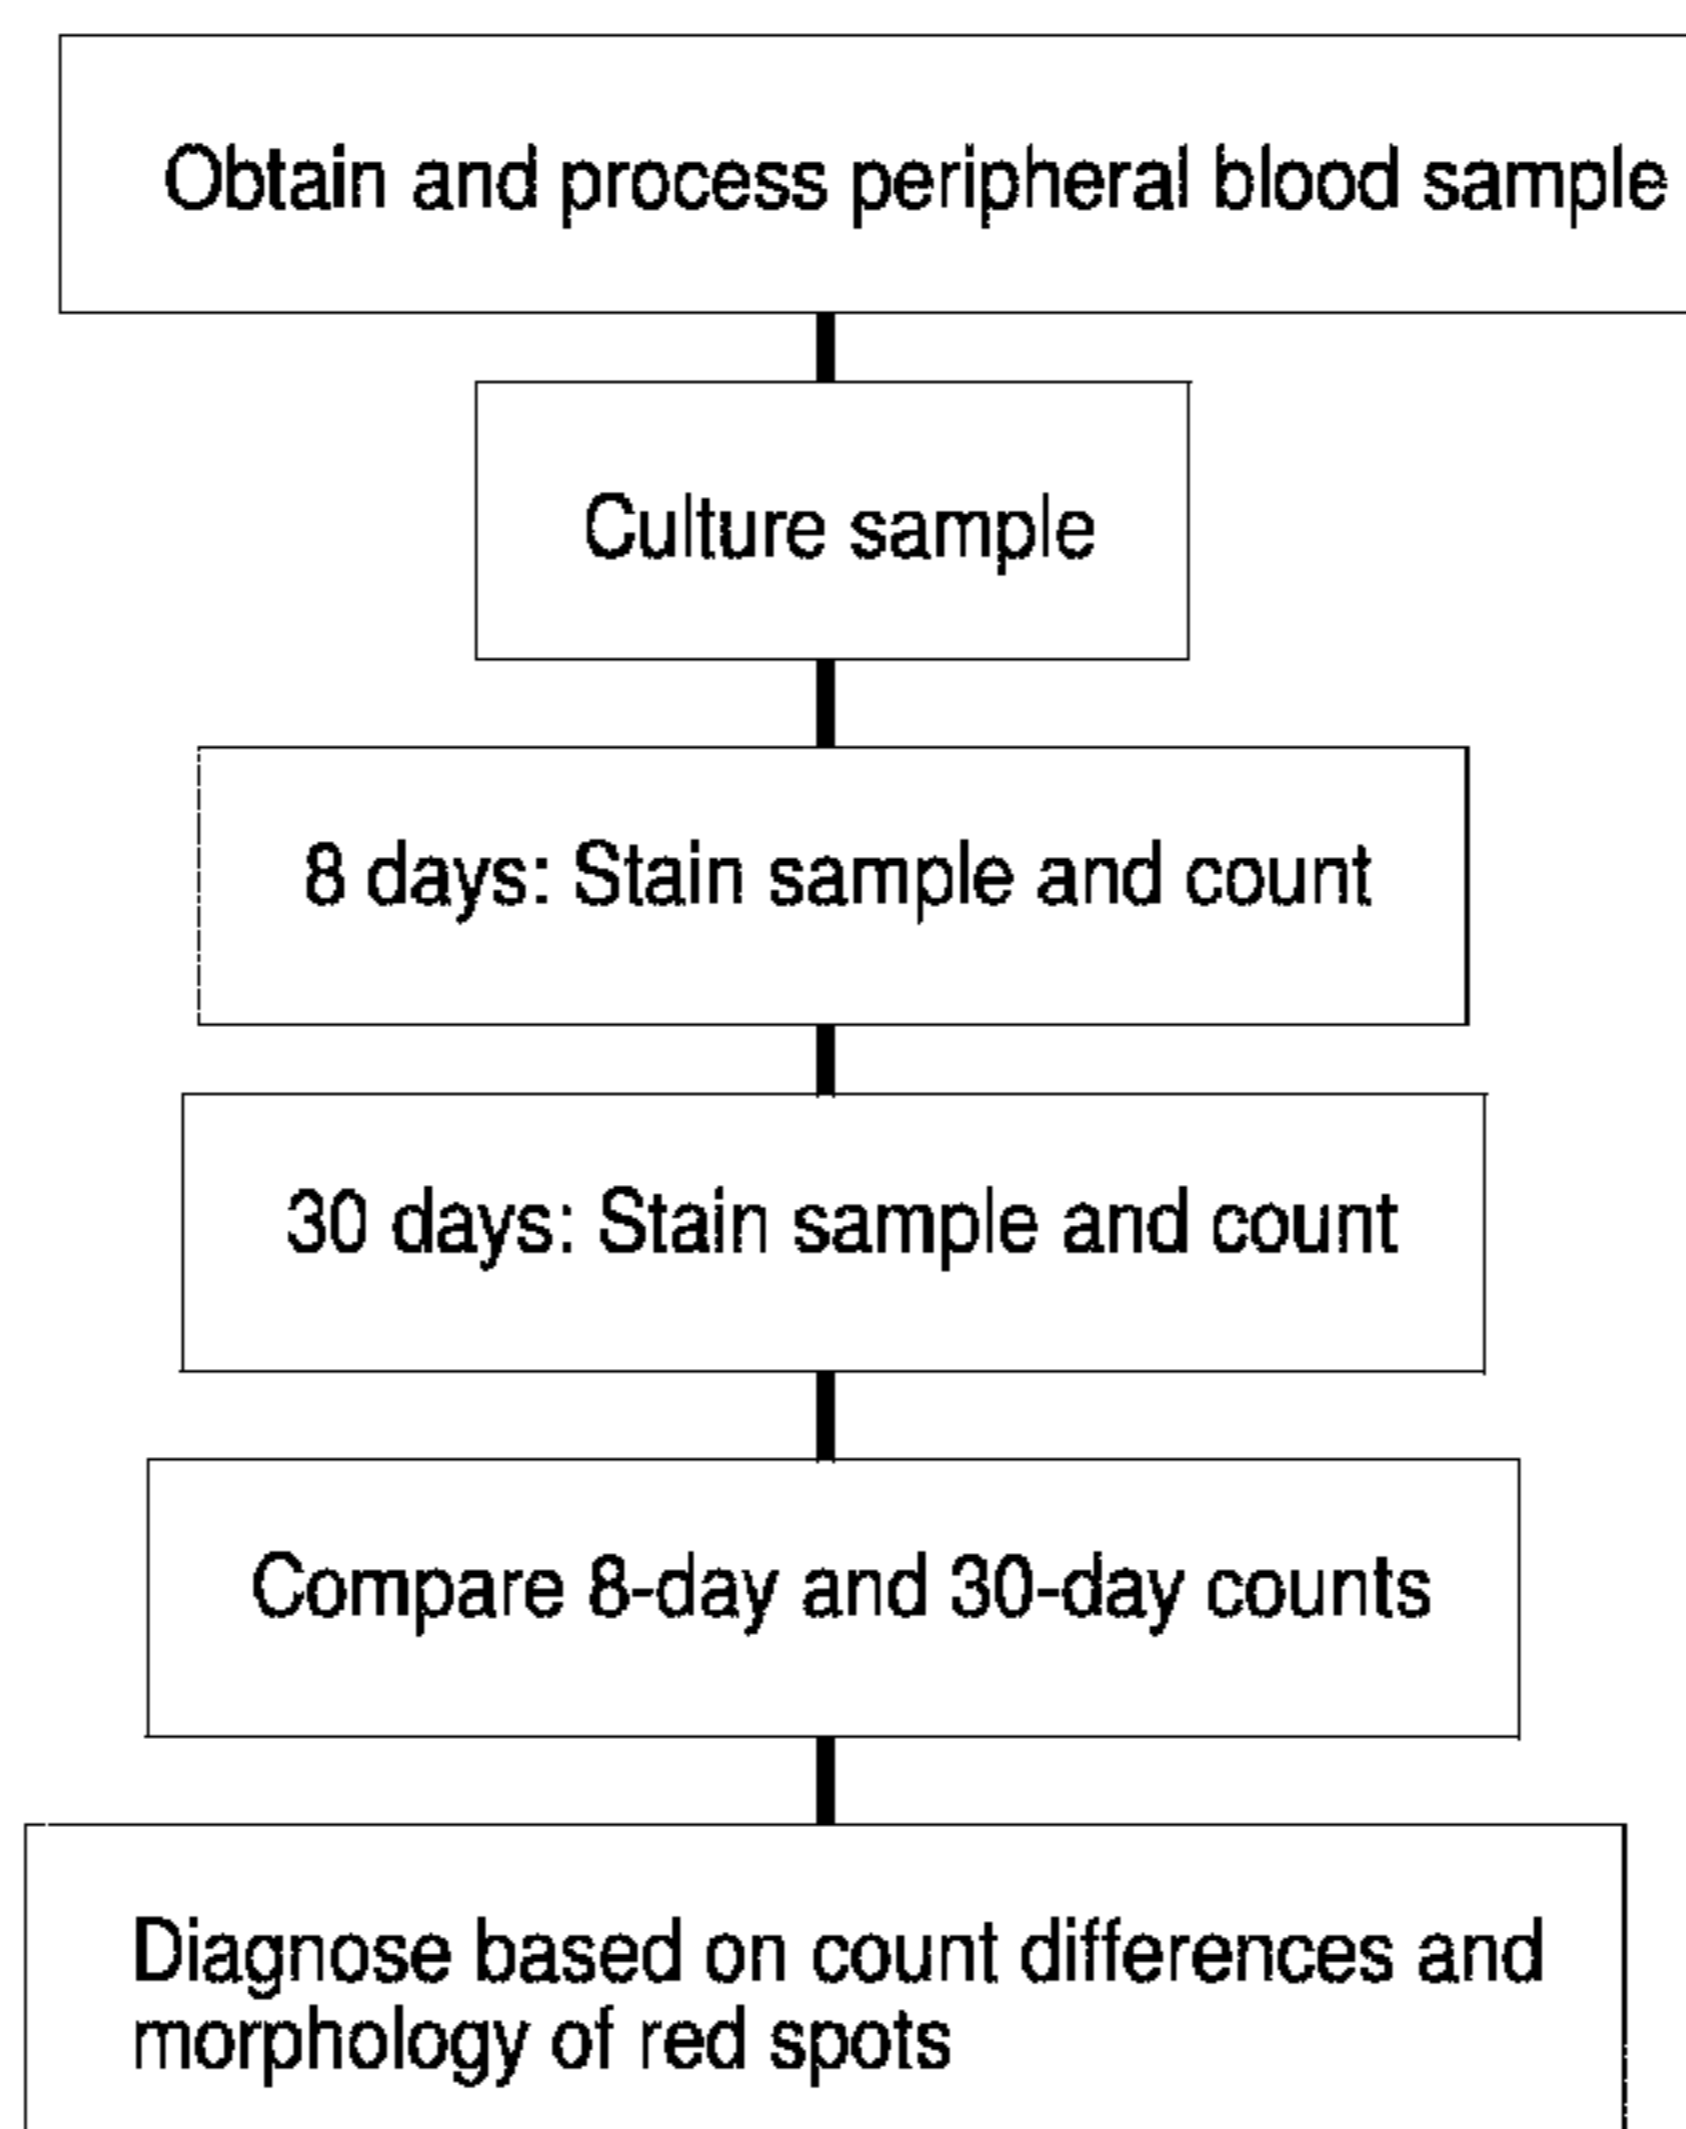 Obtain and process peripheral blood sample
Culture sample
8 days: Stain sample and count
30 days: Stain sample and count
Compare 8-day and 30-day counts
Diagnose based on count differences and
morphology of red spots